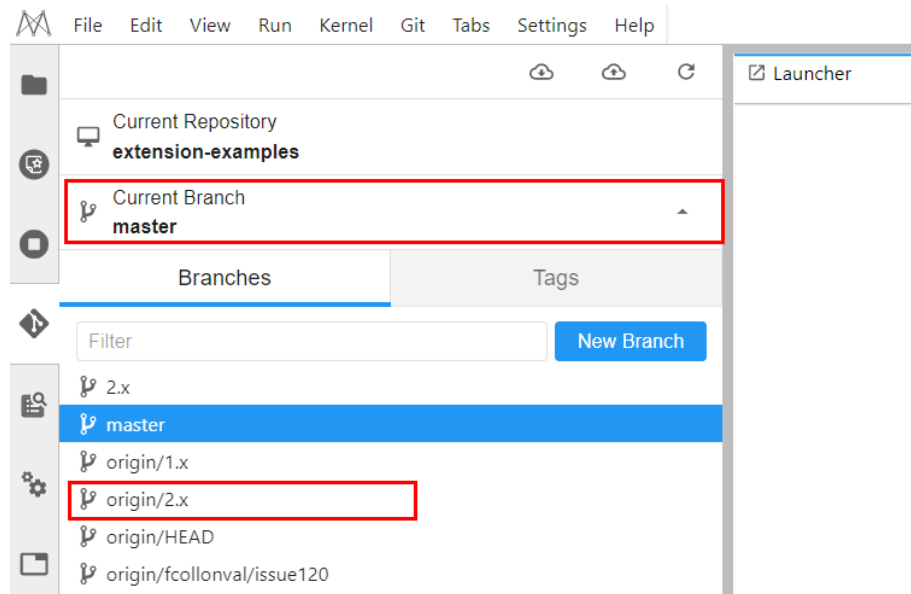 File Edit View Run Kernel Git Tabs Settings Help
Launcher
Current Repository
extension-examples
Current Branch
master
Branches Tags
Filter New Branch
2.x
master
origin/1.x
origin/2.x
origin/HEAD
origin/fcollonval/issue120